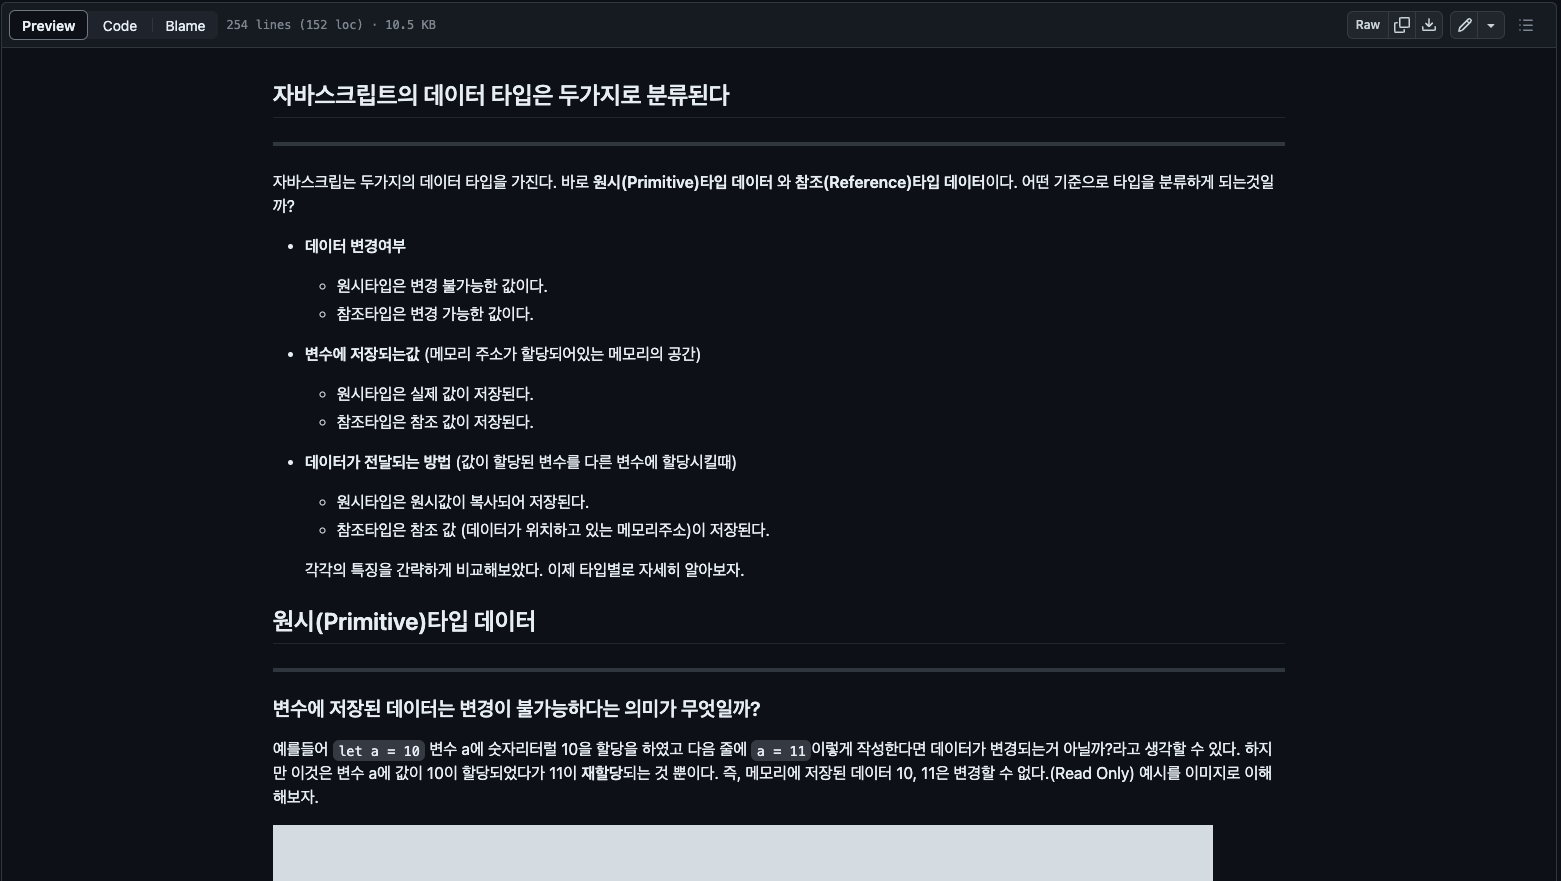 Preview Code Blame 254 lines (152 loc) · 10.5 KB Raw
자바스크립트의 데이터 타입은 두가지로 분류된다
자바스크립는 두가지의 데이터 타입을 가진다. 바로 원시(Primitive)타입 데이터 와 참조(Reference)타입 데이터이다. 어떤 기준으로 타입을 분류하게 되는것일
까?
• 데이터 변경여부
◦ 원시타입은 변경 불가능한 값이다.
◦ 참조타입은 변경 가능한 값이다.
• 변수에 저장되는값 (메모리 주소가 할당되어있는 메모리의 공간)
◦ 원시타입은 실제 값이 저장된다.
◦ 참조타입은 참조 값이 저장된다.
• 데이터가 전달되는 방법 (값이 할당된 변수를 다른 변수에 할당시킬때)
◦ 원시타입은 원시값이 복사되어 저장된다.
◦ 참조타입은 참조 값 (데이터가 위치하고 있는 메모리주소)이 저장된다.
각각의 특징을 간략하게 비교해보았다. 이제 타입별로 자세히 알아보자.
원시(Primitive)타입 데이터
변수에 저장된 데이터는 변경이 불가능하다는 의미가 무엇일까?
예를들어 let a = 10 변수 a에 숫자리터럴 10을 할당을 하였고 다음 줄에 a = 11 이렇게 작성한다면 데이터가 변경되는거 아닐까?라고 생각할 수 있다. 하지
만 이것은 변수 a에 값이 10이 할당되었다가 11이 재할당되는 것 뿐이다. 즉, 메모리에 저장된 데이터 10, 11은 변경할 수 없다.(Read Only) 예시를 이미지로 이해
해보자.